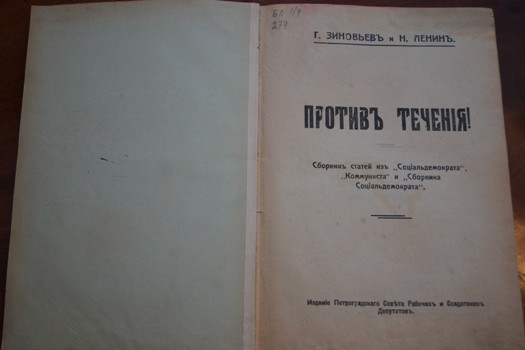 Г. ЗИНОВЬЕВЪ и Н. ЛЕНИНЪ.
ПРОТИВЪ ТЕЧЕНІЯ!
Сборникъ статей изъ „Соціальдемократа“,
„Коммуниста“ и „Сборника
Соціальдемократа“.
Изданіе Петроградскаго Совѣта Рабочихъ и Солдатскихъ
Депутатовъ.